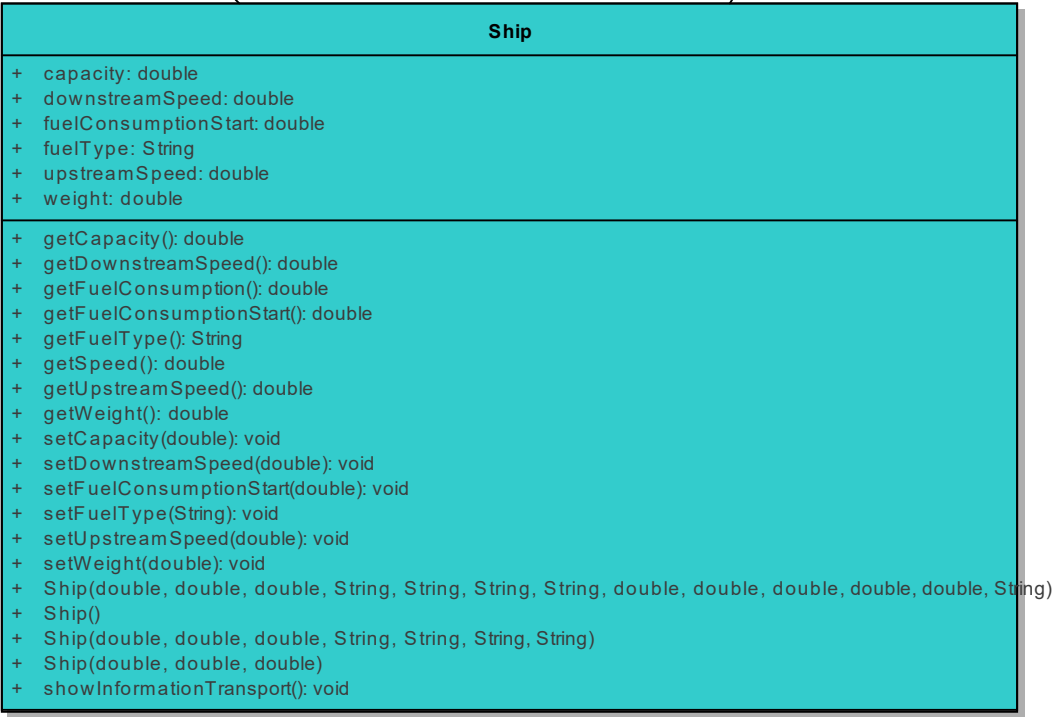 Ship
+ capacity: double
+ downstreamSpeed: double
+ fuelConsumptionStart: double
+ fuelType: String
+ upstreamSpeed: double
+ weight: double
+ getCapacity(): double
+ getDownstreamSpeed(): double
+ getFuelConsumption(): double
+ getFuelConsumptionStart(): double
+ getFuelType(): String
+ getSpeed(): double
+ getUpstreamSpeed(): double
+ getWeight(): double
+ setCapacity(double): void
+ setDownstreamSpeed(double): void
+ setFuelConsumptionStart(double): void
+ setFuelType(String): void
+ setUpstreamSpeed(double): void
+ setWeight(double): void
+ Ship(double, double, double, String, String, String, String, double, double, double, double, double, String)
+ Ship()
+ Ship(double, double, double, String, String, String, String)
+ Ship(double, double, double)
+ showInformationTransport(): void